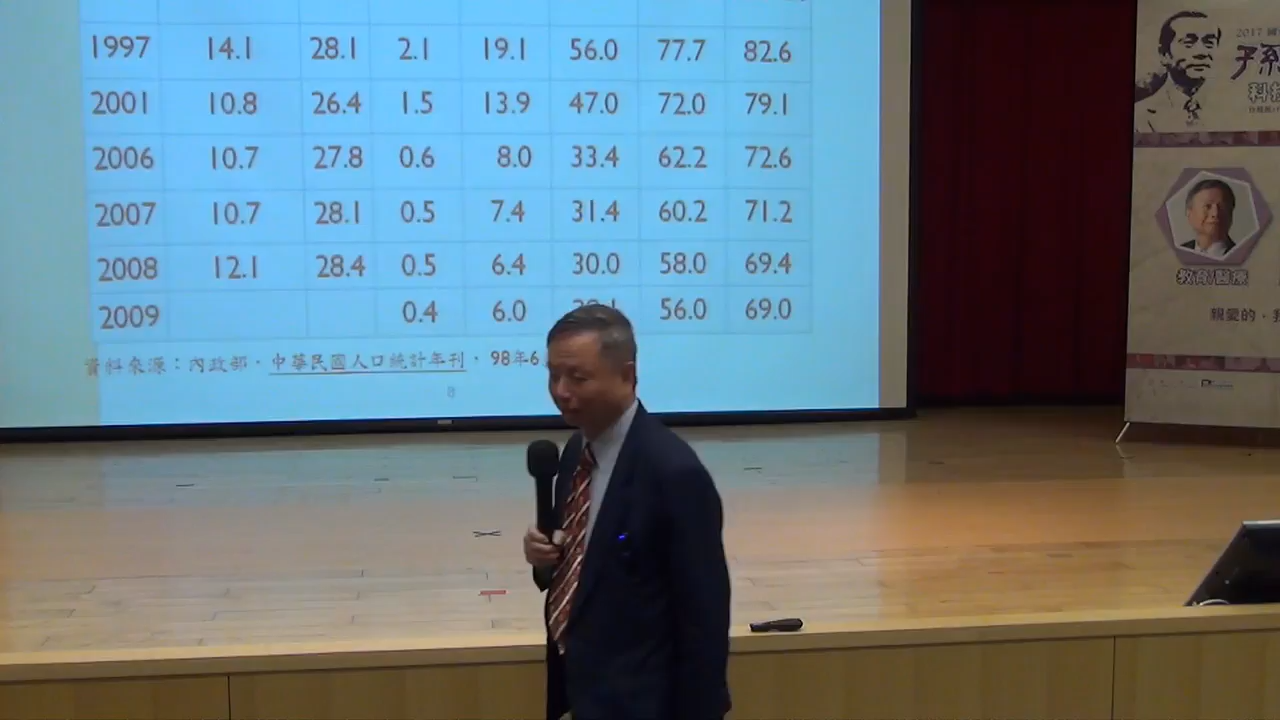 1997 14.1 28.1 2.1 19.1 56.0 77.7 82.6
2001 10.8 26.4 1.5 13.9 47.0 72.0 79.1
2006 10.7 27.8 0.6 8.0 33.4 62.2 72.6
2007 10.7 28.1 0.5 7.4 31.4 60.2 71.2
2008 12.1 28.4 0.5 6.4 30.0 58.0 69.4
2009 0.4 6.0 56.0 69.0
資料來源：內政部，中華民國人口統計年刊， 98年6
2017 國
孫
科技
教育/醫療
親愛的，我